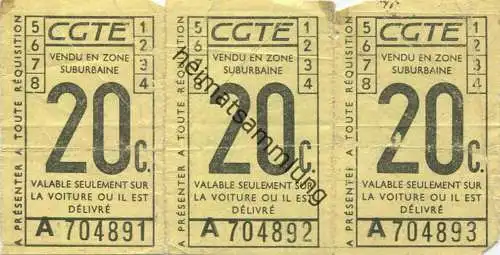 A PRÉSENTER A TOUTE RÉQUISITION
5 CGTE 1
6 VENDU EN ZONE 2
7 SUBURBAINE 3
8 4
20 C.
VALABLE SEULEMENT SUR
LA VOITURE OU IL EST
DÉLIVRÉ
A 704891
A PRÉSENTER A TOUTE RÉQUISITION
5 CGTE 1
6 VENDU EN ZONE 2
7 SUBURBAINE 3
8 4
20 C.
VALABLE SEULEMENT SUR
LA VOITURE OU IL EST
DÉLIVRÉ
A 704892
A PRÉSENTER A TOUTE RÉQUISITION
5 CGTE 1
6 VENDU EN ZONE 2
7 SUBURBAINE 3
8 4
20 C.
VALABLE SEULEMENT SUR
LA VOITURE OU IL EST
DÉLIVRÉ
A 704893
heimatsammlung